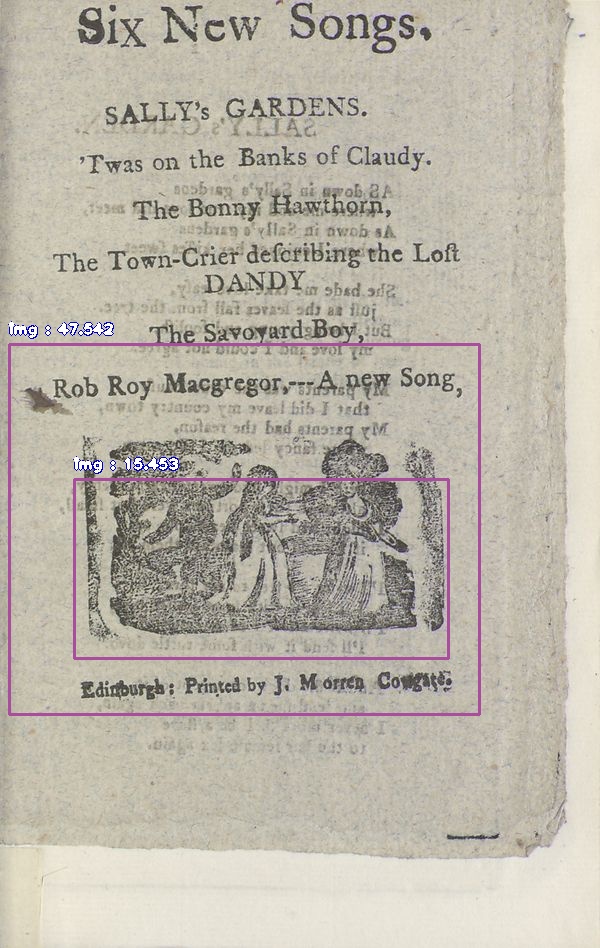 Six New Songs.
SALLY's GARDENS.
'Twas on the Banks of Claudy.
The Bonny Hawthorn,
The Town-Crier deſcribing the Loſt
DANDY
The Savoyard Boy,
img : 47.542
Rob Roy Macgregor,---A new Song,
img : 15.453
Edinburgh: Printed by J. Morren Cowgate.